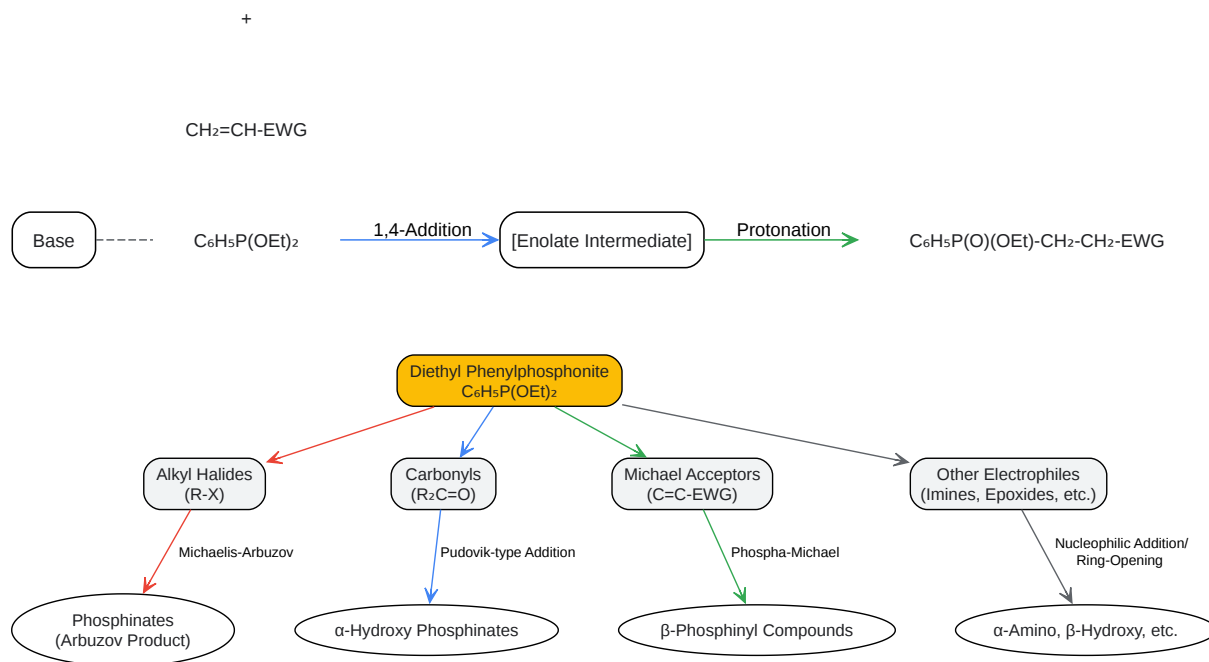 +
CH₂=CH-EWG
1,4-Addition
Protonation
Base
C₆H₅P(OEt)₂
[Enolate Intermediate]
C₆H₅P(O)(OEt)-CH₂-CH₂-EWG
Diethyl Phenylphosphonite
C₆H₅P(OEt)₂
Alkyl Halides
(R-X)
Carbonyls
(R₂C=O)
Michael Acceptors
(C=C-EWG)
Other Electrophiles
(Imines, Epoxides, etc.)
Michaelis-Arbuzov
Pudovik-type Addition
Phospha-Michael
Nucleophilic Addition/
Ring-Opening
Phosphinates
(Arbuzov Product)
α-Hydroxy Phosphinates
β-Phosphinyl Compounds
α-Amino, β-Hydroxy, etc.